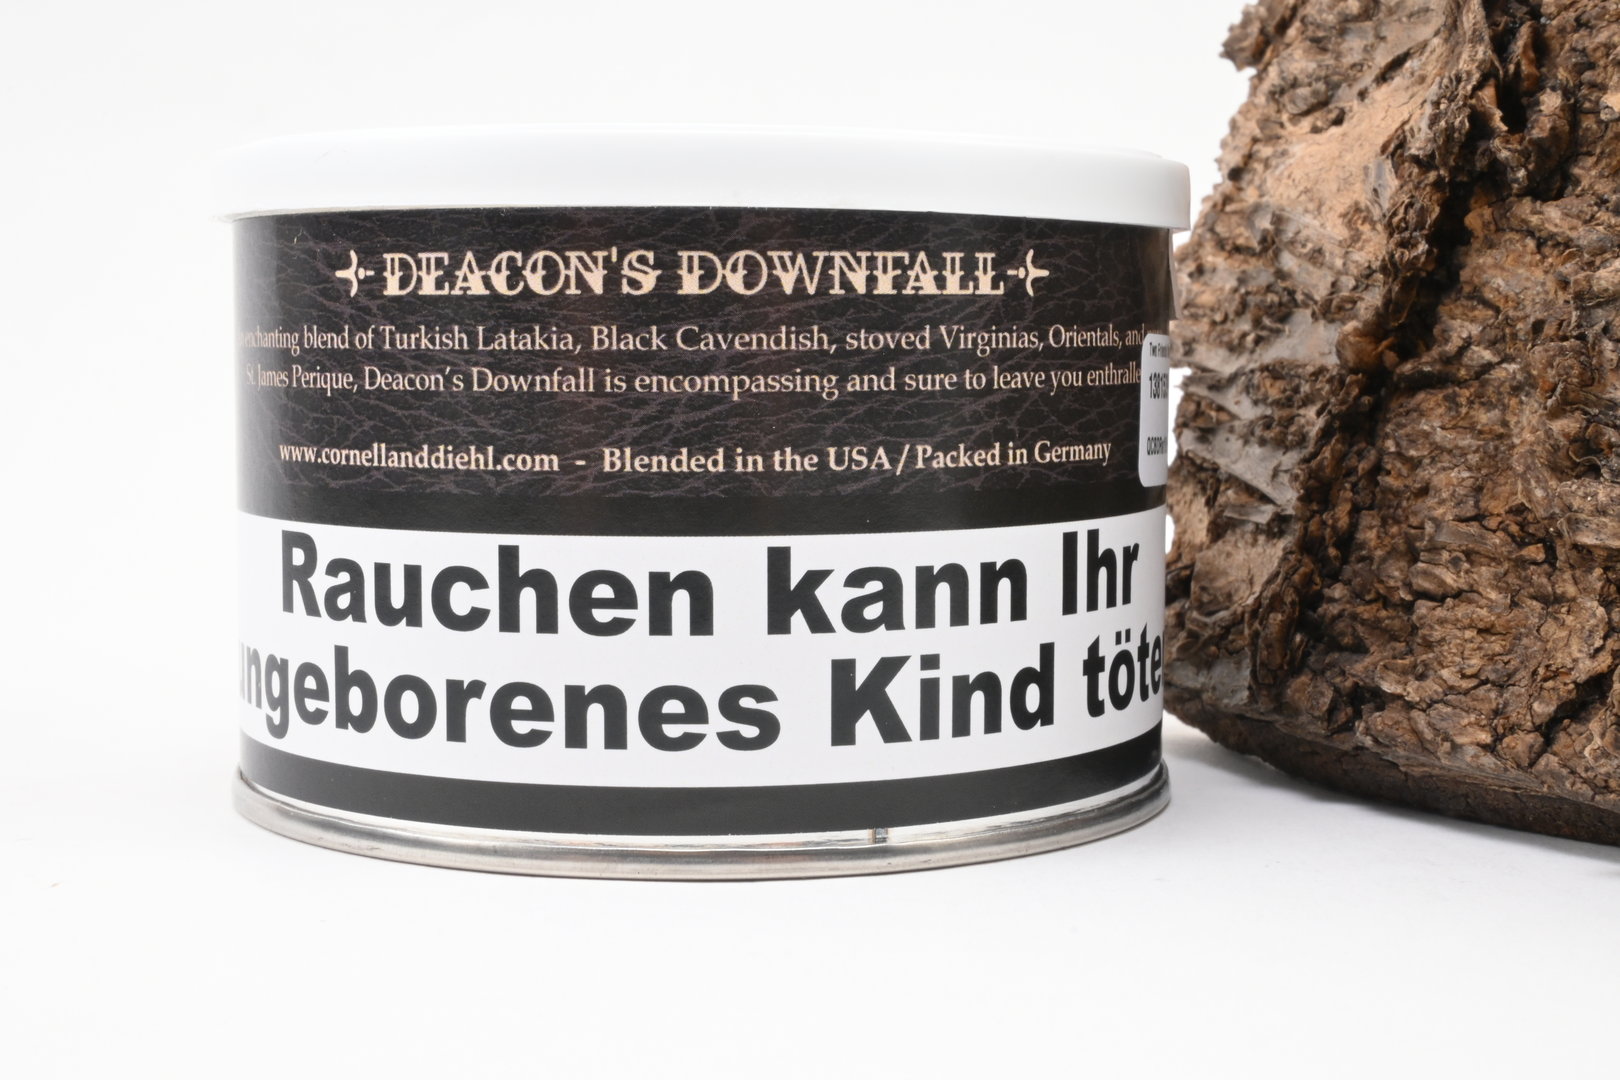 DEACON'S DOWNFALL
enchanting blend of Turkish Latakia, Black Cavendish, stoved Virginias, Orientals, and
St. James Perique, Deacon's Downfall is encompassing and sure to leave you enthralle
www.cornellanddiehl.com - Blended in the USA/Packed in Germany
Rauchen kann Ihr
ungeborenes Kind töte